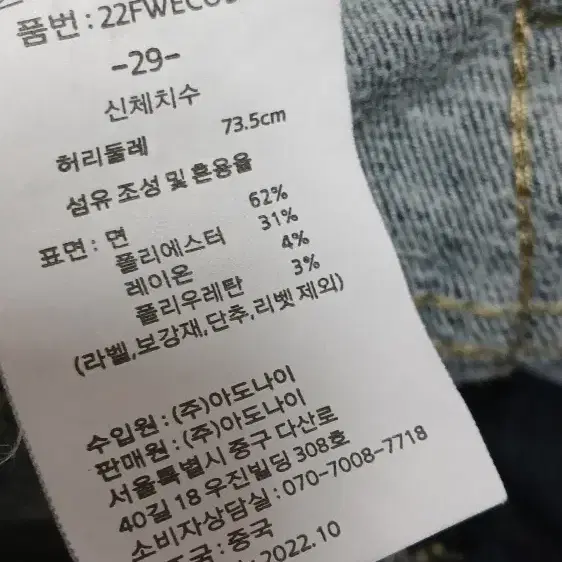 품번 : 22FWECO
-29-
신체치수
허리둘레 73.5cm
섬유 조성 및 혼용율
표면 : 면 62%
폴리에스터 31%
레이온 4%
폴리우레탄 3%
(라벨,보강재,단추,리벳 제외)
수입원 : (주)아도나이
판매원 : (주)아도나이
서울특별시 중구 다산로
40길 18 우진빌딩 308호
소비자상담실 : 070-7008-7718
국 : 중국
2022.10